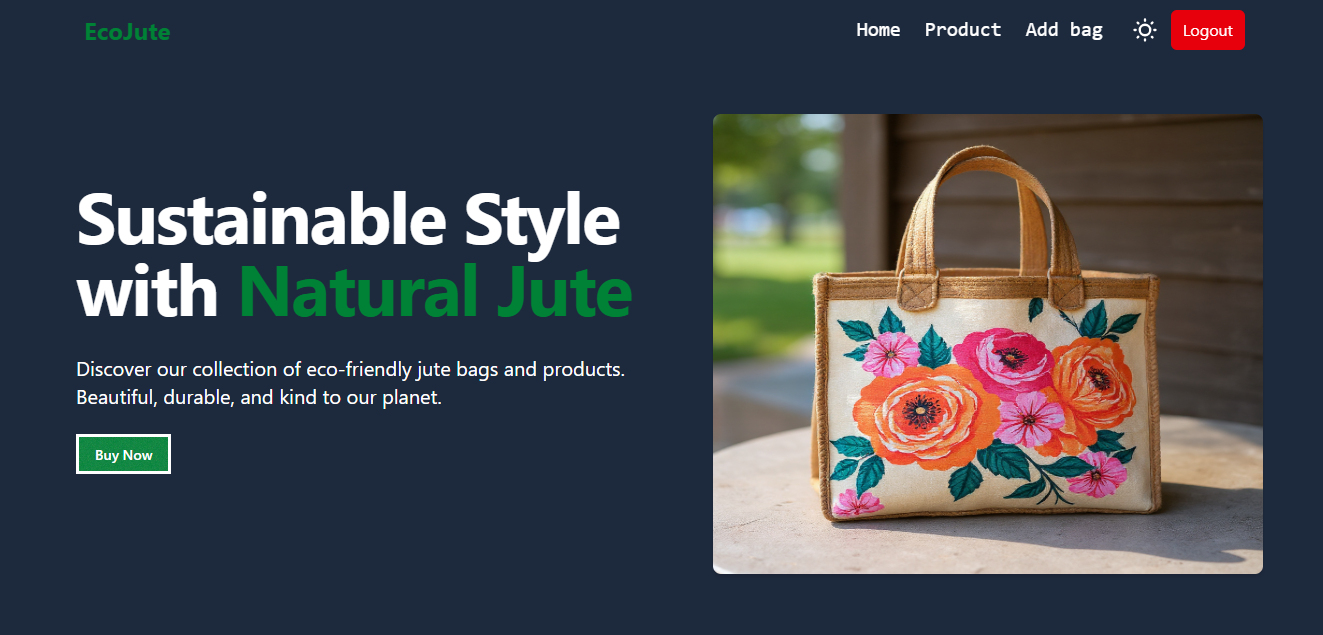 EcoJute
Home Product Add bag
Logout
Sustainable Style
with Natural Jute
Discover our collection of eco-friendly jute bags and products.
Beautiful, durable, and kind to our planet.
Buy Now